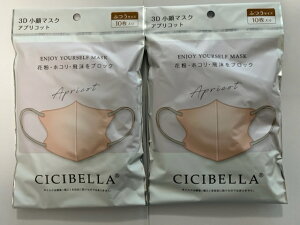 3D 小顔マスク
アプリコット
ふつうサイズ
10枚入り
ENJOY YOURSELF MASK
花粉・ホコリ・飛沫をブロック
Apricot
CICIBELLA®
3D 小顔マスク
アプリコット
ふつうサイズ
10枚入り
ENJOY YOURSELF MASK
花粉・ホコリ・飛沫をブロック
Apricot
CICIBELLA®